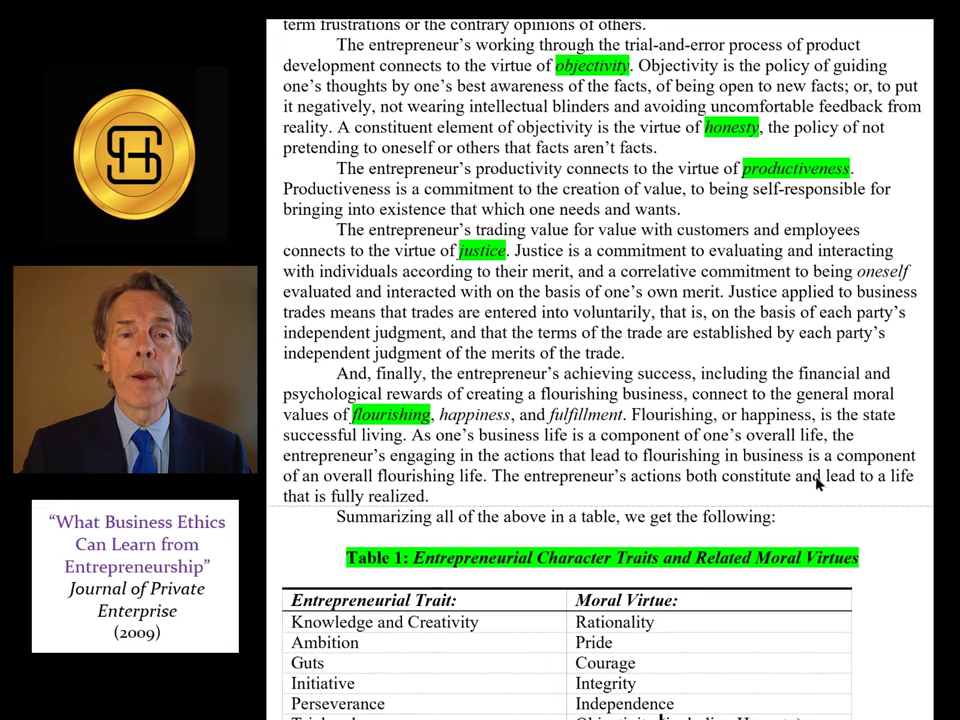 term frustrations or the contrary opinions of others.
The entrepreneur’s working through the trial-and-error process of product
development connects to the virtue of objectivity. Objectivity is the policy of guiding
one’s thoughts by one’s best awareness of the facts, of being open to new facts; or, to put
it negatively, not wearing intellectual blinders and avoiding uncomfortable feedback from
reality. A constituent element of objectivity is the virtue of honesty, the policy of not
pretending to oneself or others that facts aren’t facts.
The entrepreneur’s productivity connects to the virtue of productiveness.
Productiveness is a commitment to the creation of value, to being self-responsible for
bringing into existence that which one needs and wants.
The entrepreneur’s trading value for value with customers and employees
connects to the virtue of justice. Justice is a commitment to evaluating and interacting
with individuals according to their merit, and a correlative commitment to being oneself
evaluated and interacted with on the basis of one’s own merit. Justice applied to business
trades means that trades are entered into voluntarily, that is, on the basis of each party’s
independent judgment, and that the terms of the trade are established by each party’s
independent judgment of the merits of the trade.
And, finally, the entrepreneur’s achieving success, including the financial and
psychological rewards of creating a flourishing business, connect to the general moral
values of flourishing, happiness, and fulfillment. Flourishing, or happiness, is the state
successful living. As one’s business life is a component of one’s overall life, the
entrepreneur’s engaging in the actions that lead to flourishing in business is a component
of an overall flourishing life. The entrepreneur’s actions both constitute and lead to a life
that is fully realized.
Summarizing all of the above in a table, we get the following:
Table 1: Entrepreneurial Character Traits and Related Moral Virtues
Entrepreneurial Trait: Moral Virtue:
Knowledge and Creativity Rationality
Ambition Pride
Guts Courage
Initiative Integrity
Perseverance Independence
“What Business Ethics
Can Learn from
Entrepreneurship”
Journal of Private
Enterprise
(2009)